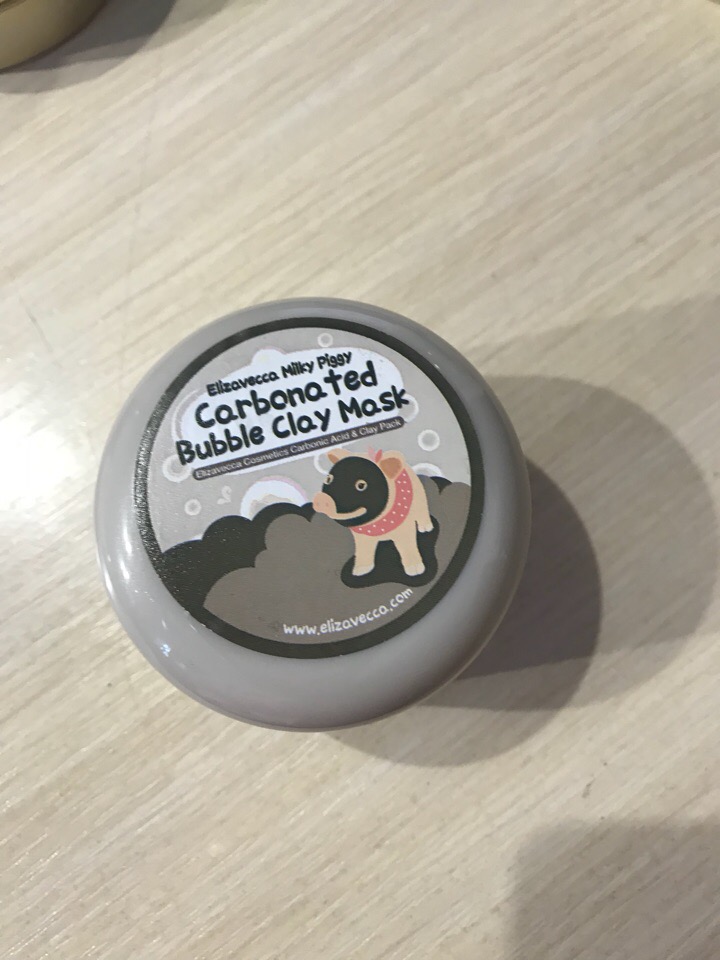 Elizavecca Milky Piggy
Carbonated
Bubble Clay Mask
Elizavecca Cosmetics Carbonic Acid & Clay Pack
www.elizavecca.com